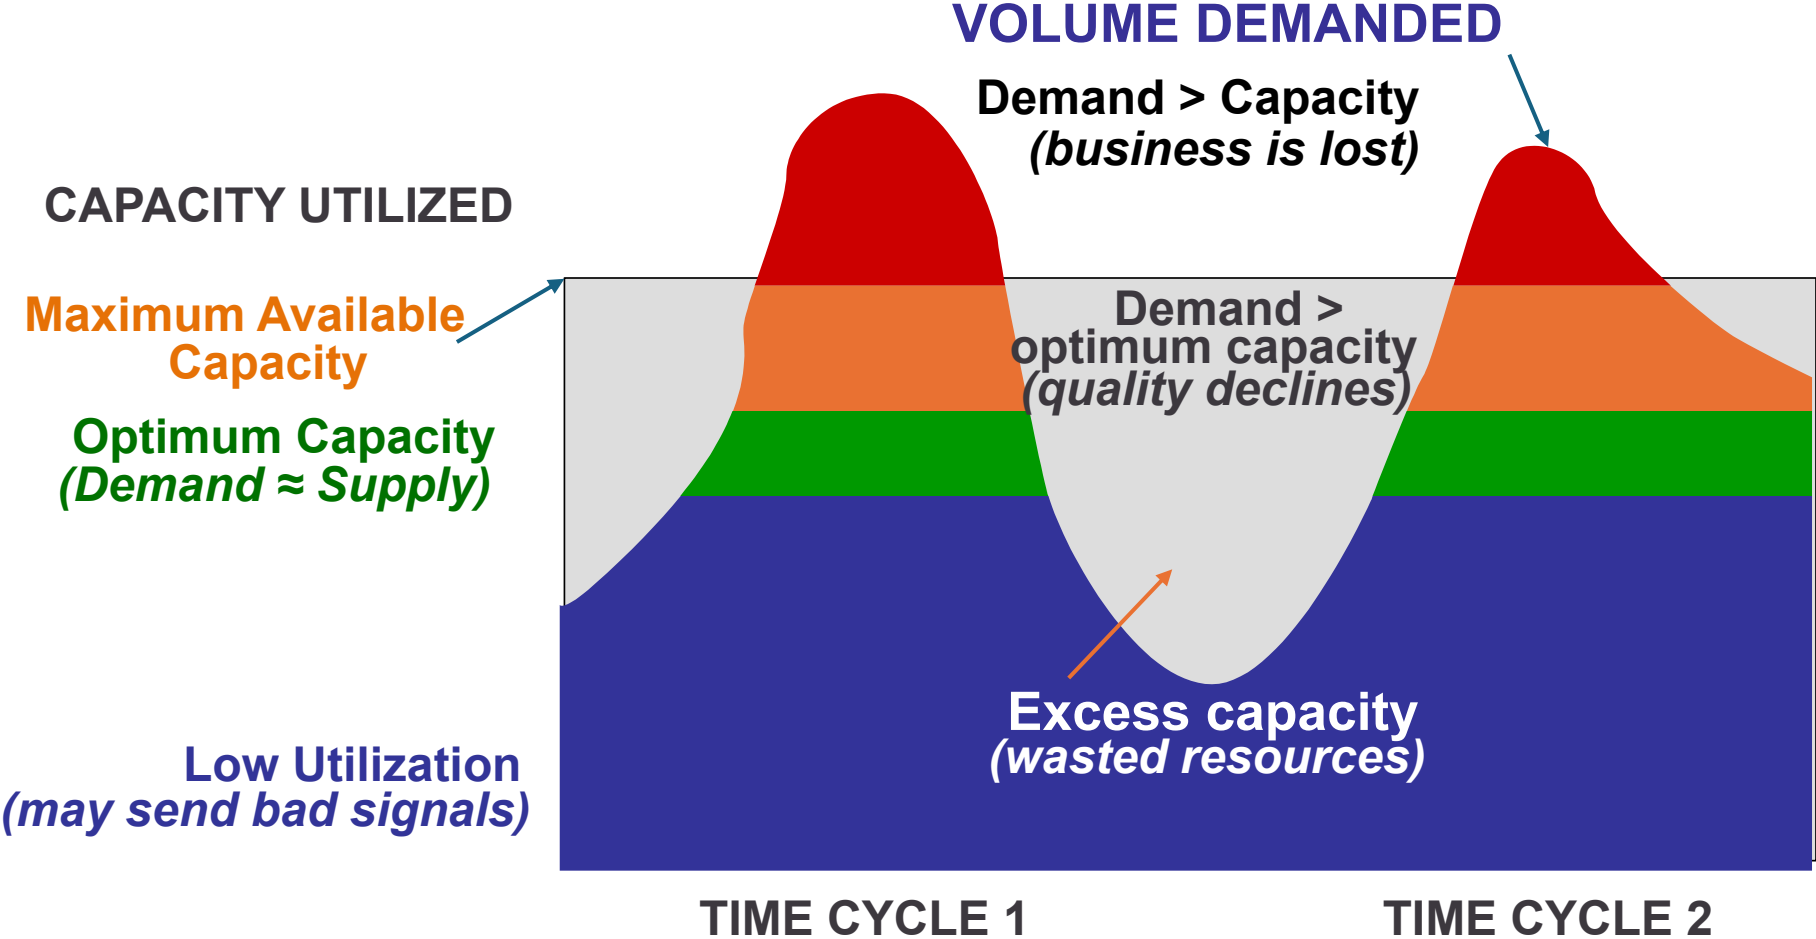 VOLUME DEMANDED
Demand > Capacity
(business is lost)
CAPACITY UTILIZED
Maximum Available
Capacity
Demand >
optimum capacity
(quality declines)
Optimum Capacity
(Demand ≈ Supply)
Excess capacity
(wasted resources)
Low Utilization
(may send bad signals)
TIME CYCLE 1
TIME CYCLE 2